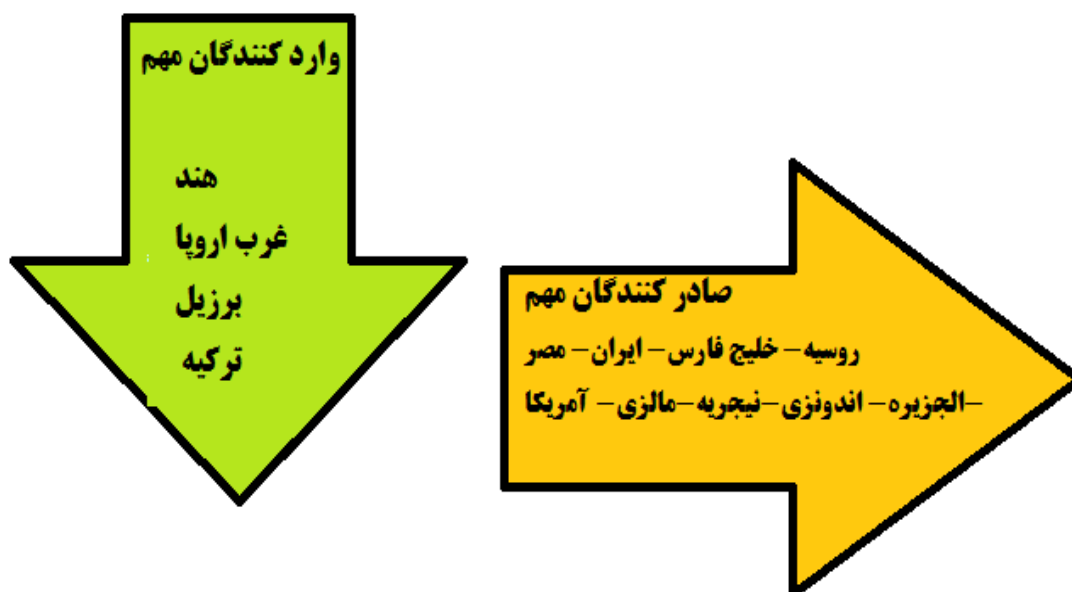 وارد کنندگان مهم
هند
غرب اروپا
برزیل
ترکیه
صادر کنندگان مهم
روسیه- خلیج فارس- ایران- مصر
-الجزیره- اندونزی-نیجریه-مالزی- آمریکا